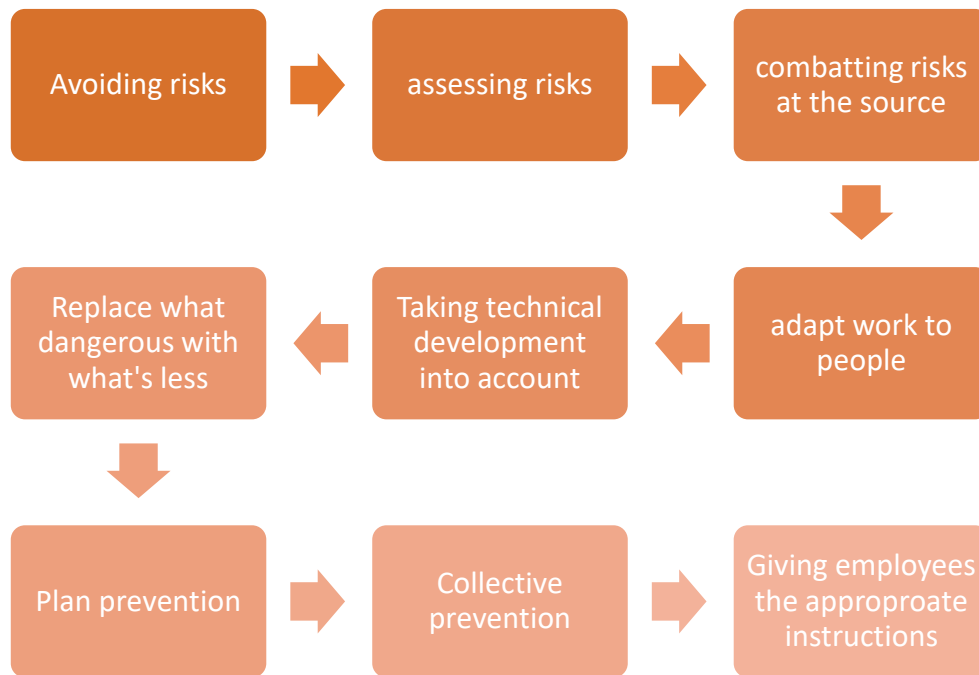 Avoiding risks
assessing risks
combatting risks
at the source
adapt work to
people
Taking technical
development
into account
Replace what
dangerous with
what's less
Plan prevention
Collective
prevention
Giving employees
the approproate
instructions